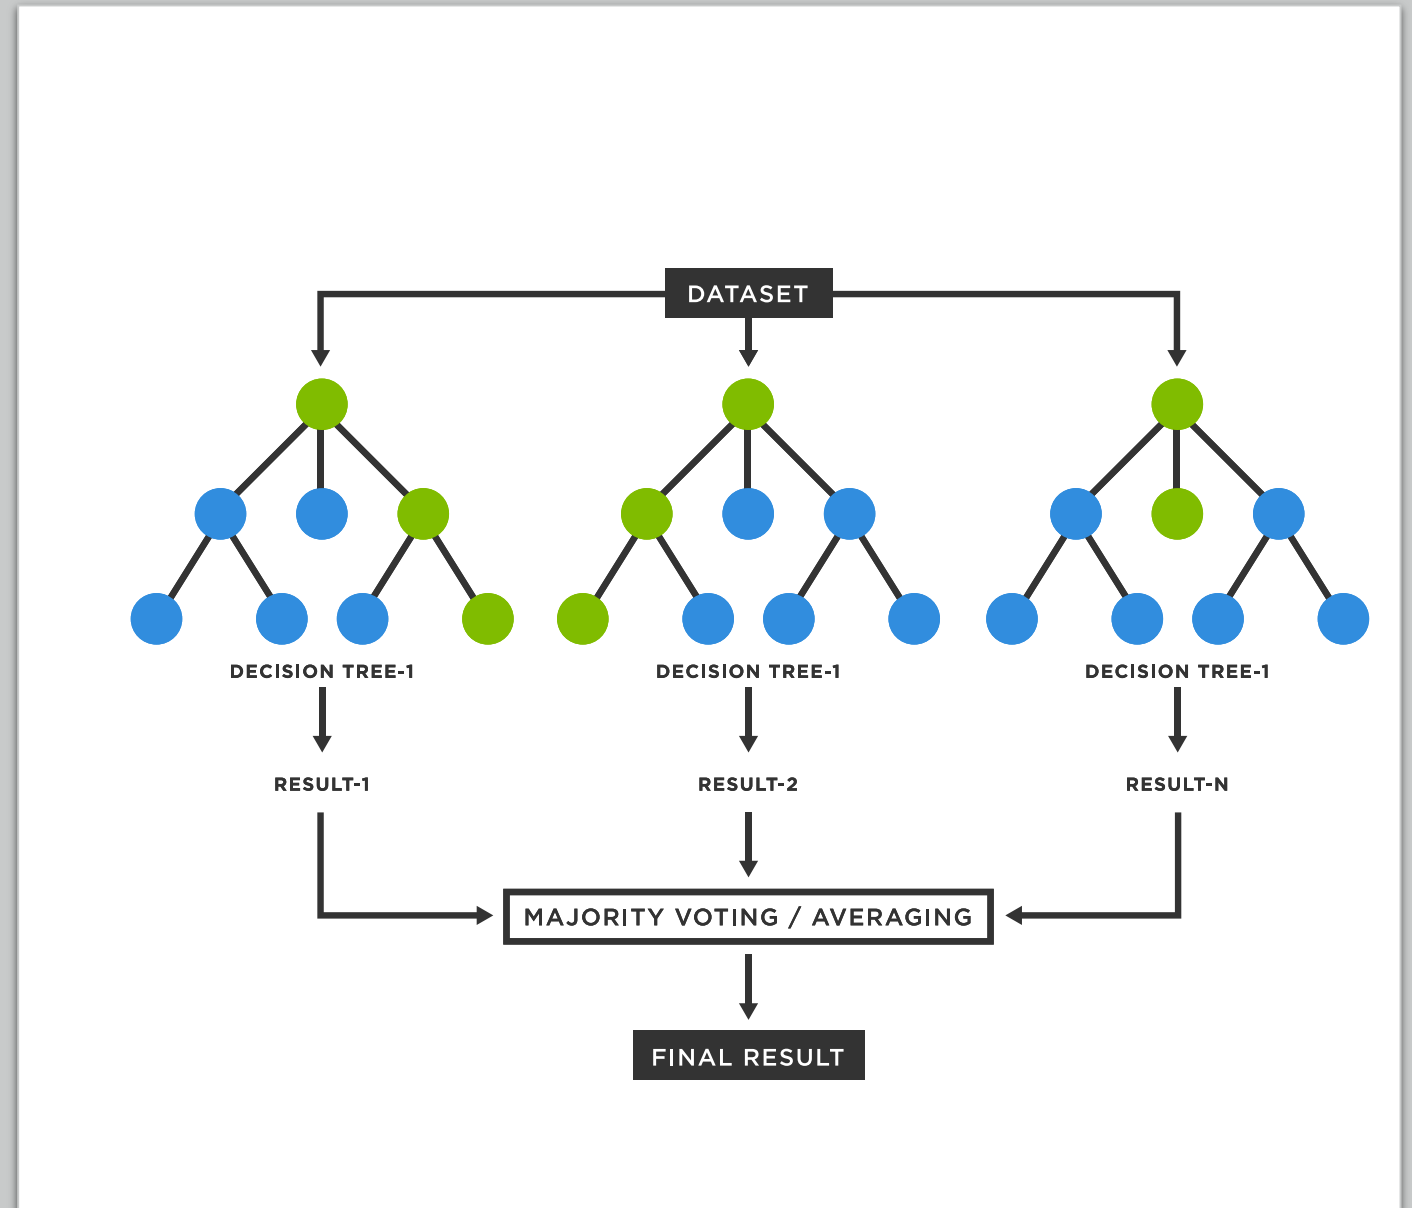 DATASET
DECISION TREE-1
DECISION TREE-1
DECISION TREE-1
RESULT-1
RESULT-2
RESULT-N
MAJORITY VOTING / AVERAGING
FINAL RESULT